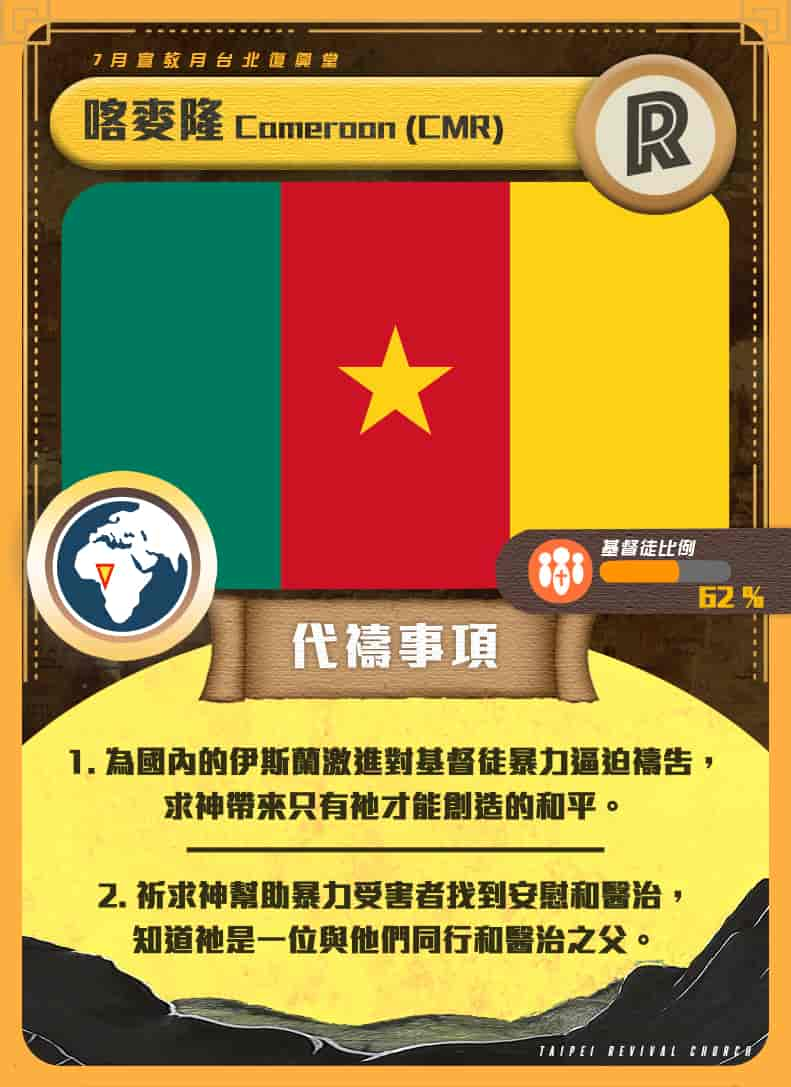 7月宣教月台北復興堂
喀麥隆 Cameroon (CMR)
R
基督徒比例
62 %
代禱事項
1. 為國內的伊斯蘭激進對基督徒暴力逼迫禱告，
求神帶來只有祂才能創造的和平。
2. 祈求神幫助暴力受害者找到安慰和醫治，
知道祂是一位與他們同行和醫治之父。
TAIPEI REVIVAL CHURCH